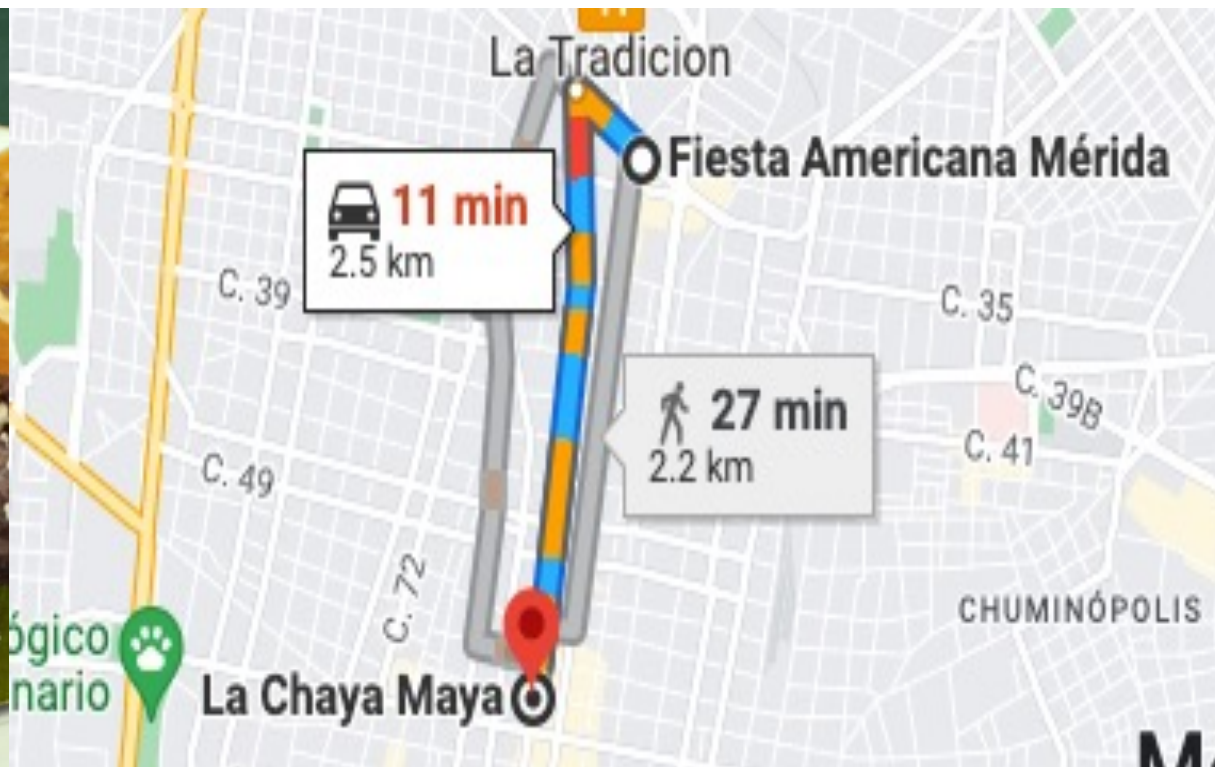 La Tradicion
Fiesta Americana Mérida
11 min
2.5 km
C. 39
C. 35
27 min
2.2 km
C. 39B
C. 41
C. 49
C. 72
CHUMINÓPOLIS
ógico
nario
La Chaya Maya